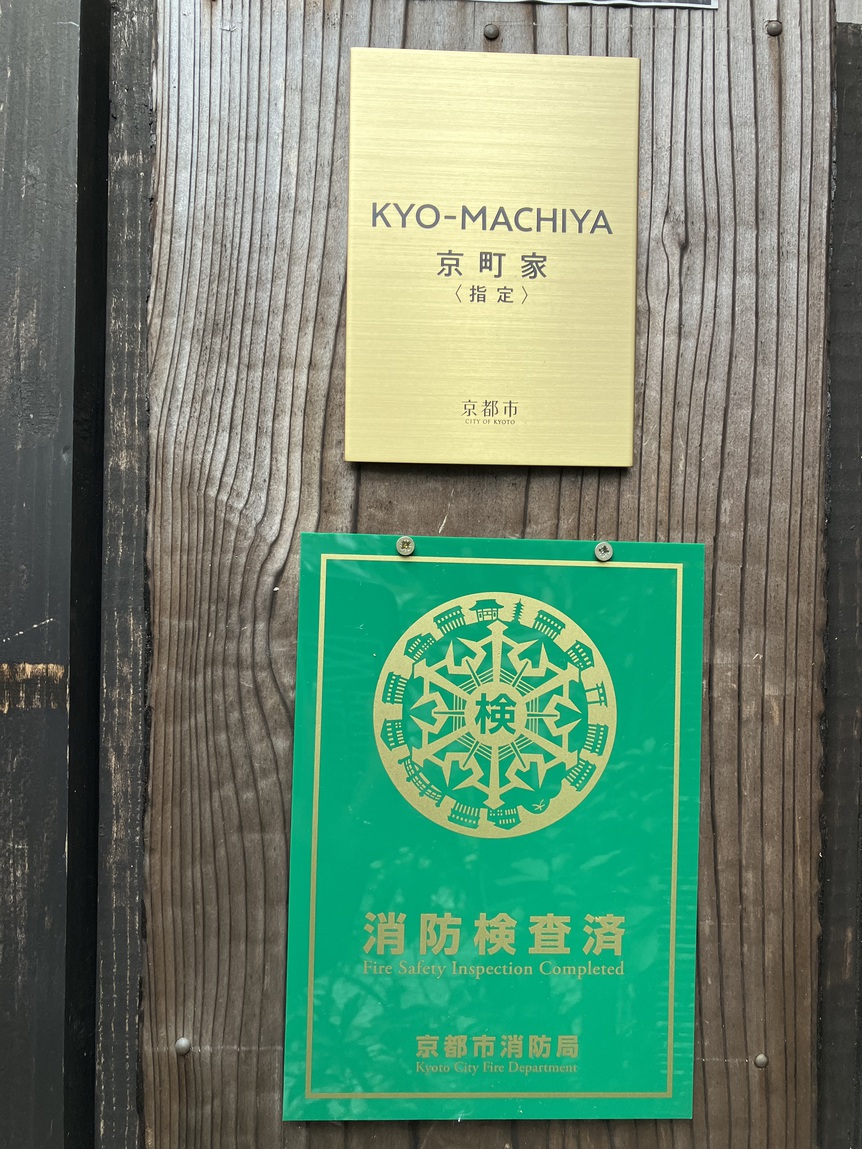 KYO-MACHIYA
京町家
〈指定〉
京都市
CITY OF KYOTO
検
大
消防検査済
Fire Safety Inspection Completed
京都市消防局
Kyoto City Fire Department